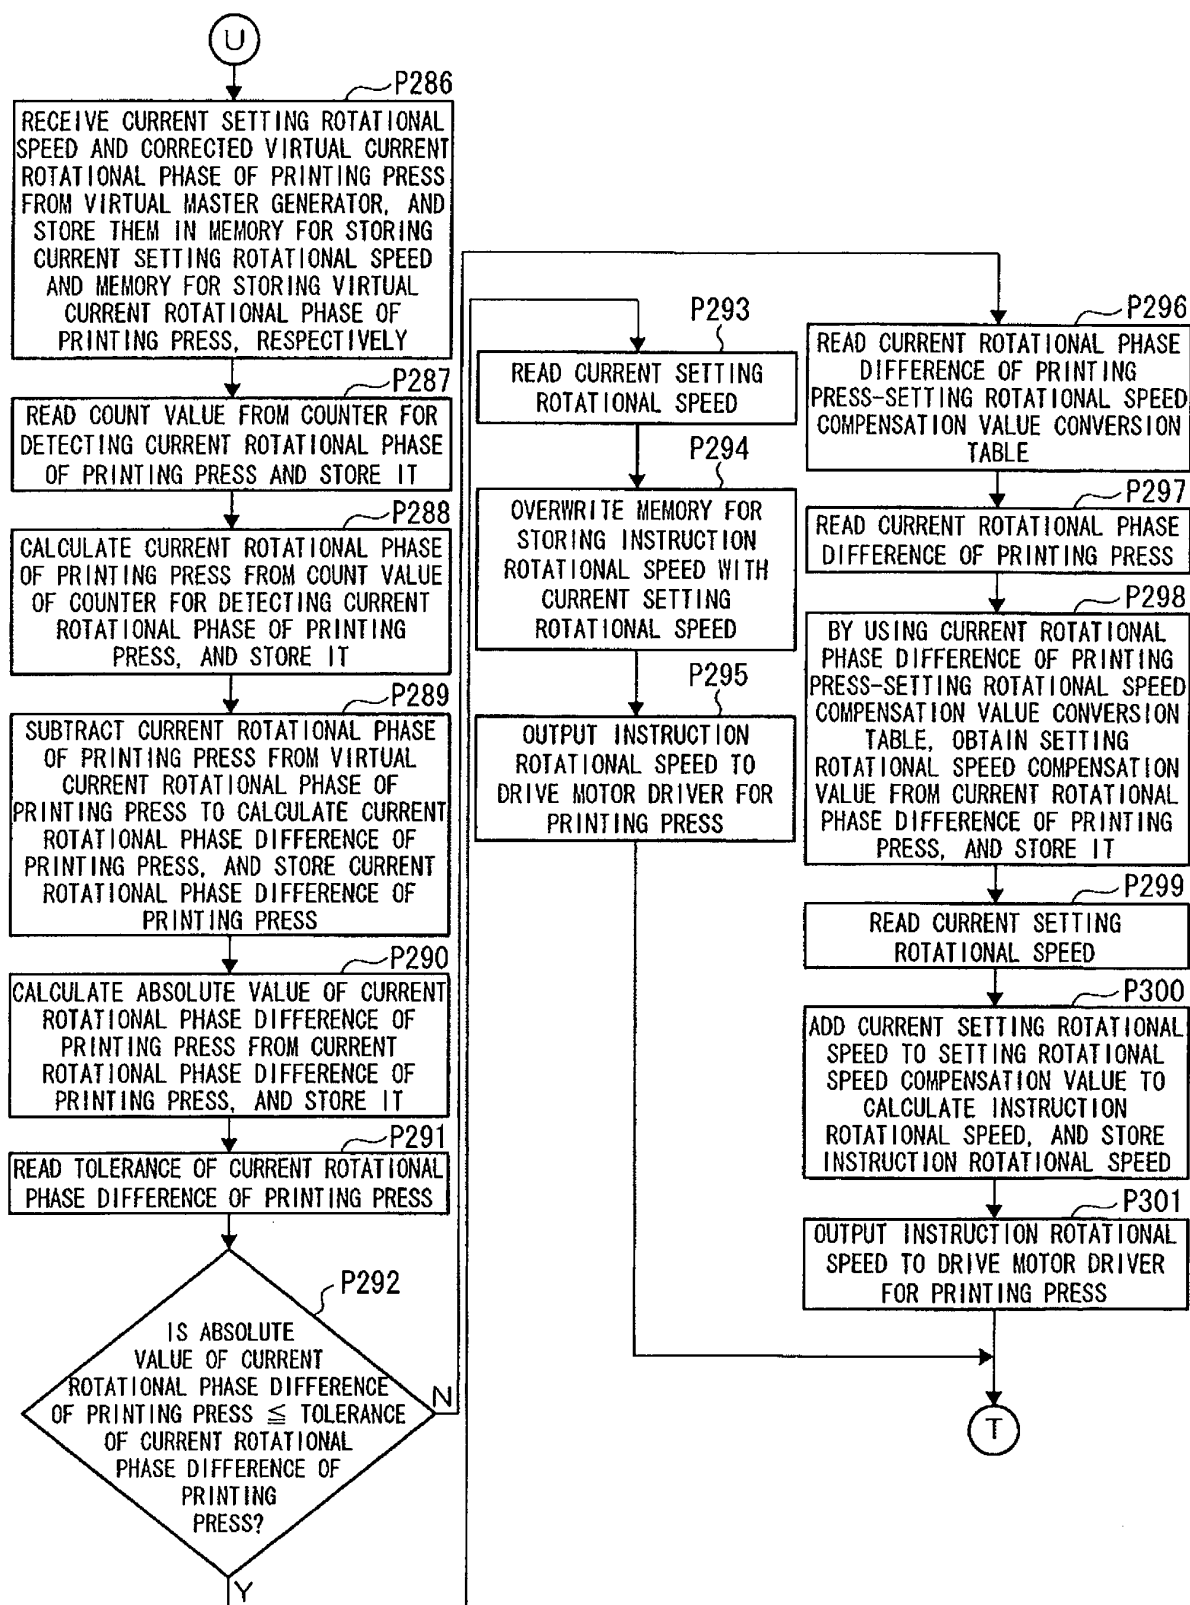 U
P286
RECEIVE CURRENT SETTING ROTATIONAL
SPEED AND CORRECTED VIRTUAL CURRENT
ROTATIONAL PHASE OF PRINTING PRESS
FROM VIRTUAL MASTER GENERATOR, AND
STORE THEM IN MEMORY FOR STORING
CURRENT SETTING ROTATIONAL SPEED
AND MEMORY FOR STORING VIRTUAL
CURRENT ROTATIONAL PHASE OF
PRINTING PRESS, RESPECTIVELY
P287
READ COUNT VALUE FROM COUNTER FOR
DETECTING CURRENT ROTATIONAL PHASE
OF PRINTING PRESS AND STORE IT
P288
CALCULATE CURRENT ROTATIONAL PHASE
OF PRINTING PRESS FROM COUNT VALUE
OF COUNTER FOR DETECTING CURRENT
ROTATIONAL PHASE OF PRINTING
PRESS, AND STORE IT
P289
SUBTRACT CURRENT ROTATIONAL PHASE
OF PRINTING PRESS FROM VIRTUAL
CURRENT ROTATIONAL PHASE OF
PRINTING PRESS TO CALCULATE CURRENT
ROTATIONAL PHASE DIFFERENCE OF
PRINTING PRESS, AND STORE CURRENT
ROTATIONAL PHASE DIFFERENCE OF
PRINTING PRESS
P290
CALCULATE ABSOLUTE VALUE OF CURRENT
ROTATIONAL PHASE DIFFERENCE OF
PRINTING PRESS FROM CURRENT
ROTATIONAL PHASE DIFFERENCE OF
PRINTING PRESS, AND STORE IT
P291
READ TOLERANCE OF CURRENT ROTATIONAL
PHASE DIFFERENCE OF PRINTING PRESS
P292
IS ABSOLUTE
VALUE OF CURRENT
ROTATIONAL PHASE DIFFERENCE
OF PRINTING PRESS ≦ TOLERANCE
OF CURRENT ROTATIONAL
PHASE DIFFERENCE OF
PRINTING
PRESS?
N
Y
P293
READ CURRENT SETTING
ROTATIONAL SPEED
P294
OVERWRITE MEMORY FOR
STORING INSTRUCTION
ROTATIONAL SPEED WITH
CURRENT SETTING
ROTATIONAL SPEED
P295
OUTPUT INSTRUCTION
ROTATIONAL SPEED TO
DRIVE MOTOR DRIVER FOR
PRINTING PRESS
P296
READ CURRENT ROTATIONAL PHASE
DIFFERENCE OF PRINTING
PRESS-SETTING ROTATIONAL SPEED
COMPENSATION VALUE CONVERSION
TABLE
P297
READ CURRENT ROTATIONAL PHASE
DIFFERENCE OF PRINTING PRESS
P298
BY USING CURRENT ROTATIONAL
PHASE DIFFERENCE OF PRINTING
PRESS-SETTING ROTATIONAL SPEED
COMPENSATION VALUE CONVERSION
TABLE, OBTAIN SETTING
ROTATIONAL SPEED COMPENSATION
VALUE FROM CURRENT ROTATIONAL
PHASE DIFFERENCE OF PRINTING
PRESS, AND STORE IT
P299
READ CURRENT SETTING
ROTATIONAL SPEED
P300
ADD CURRENT SETTING ROTATIONAL
SPEED TO SETTING ROTATIONAL
SPEED COMPENSATION VALUE TO
CALCULATE INSTRUCTION
ROTATIONAL SPEED, AND STORE
INSTRUCTION ROTATIONAL SPEED
P301
OUTPUT INSTRUCTION ROTATIONAL
SPEED TO DRIVE MOTOR DRIVER
FOR PRINTING PRESS
T